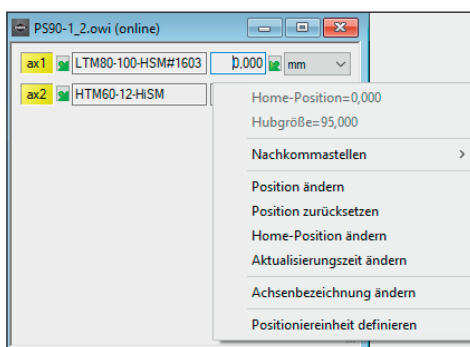 PS90-1_2.owi (online)
ax1 LTM80-100-HSM#1603 0.000 mm
ax2 HTM60-12-HiSM
Home-Position=0,000
Hubgröße=95,000
Nachkommastellen
Position ändern
Position zurücksetzen
Home-Position ändern
Aktualisierungszeit ändern
Achsenbezeichnung ändern
Positioniereinheit definieren